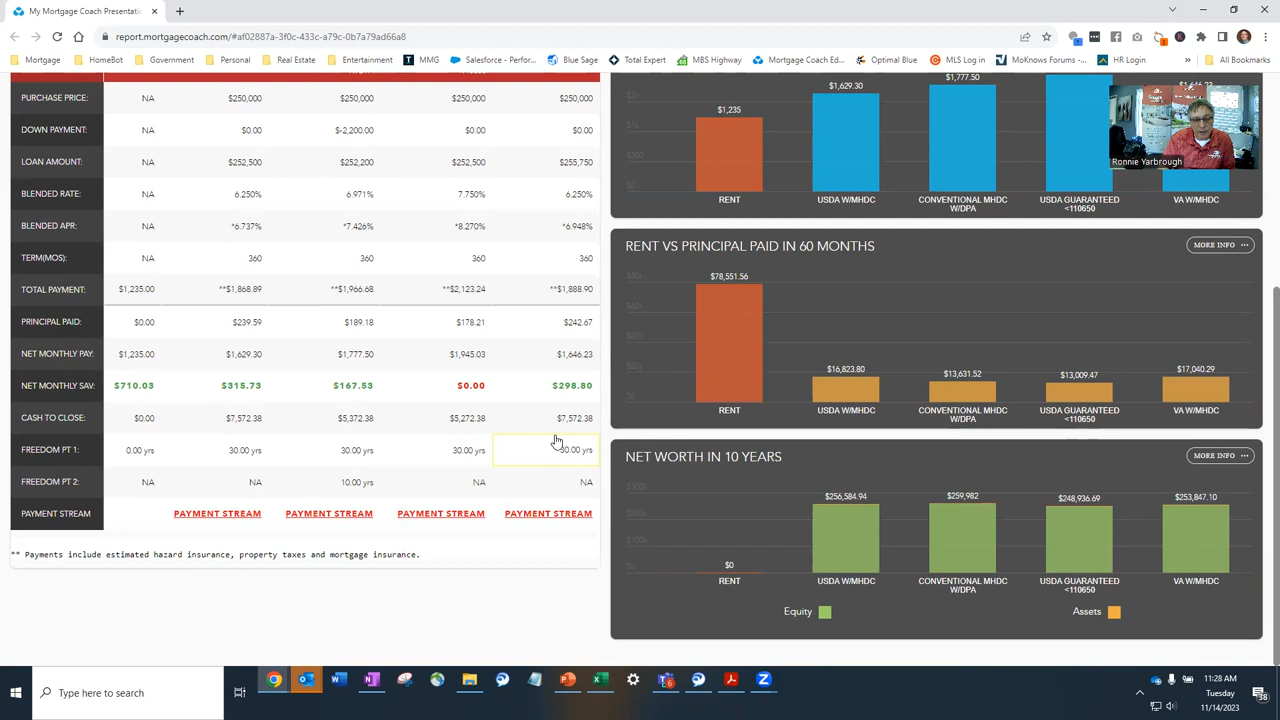 My Mortgage Coach Presentatio
report.mortgagecoach.com/#af02887a-3f0c-433c-a79c-0b7a79ad66a8
Mortgage HomeBot Government Personal Real Estate Entertainment MMG Salesforce - Perfor... Blue Sage Total Expert MBS Highway Mortgage Coach Ed... Optimal Blue MLS Log in MoKnows Forums -... HR Login » All Bookmarks
PURCHASE PRICE: NA $250,000 $250,000 $250,000 $250,000
DOWN PAYMENT: NA $0.00 $-2,200.00 $0.00 $0.00
LOAN AMOUNT: NA $252,500 $252,200 $252,500 $255,750
BLENDED RATE: NA 6.250% 6.971% 7.750% 6.250%
BLENDED APR: NA *6.737% *7.426% *8.270% *6.948%
TERM(MOS): NA 360 360 360 360
TOTAL PAYMENT: $1,235.00 **$1,868.89 **$1,966.68 **$2,123.24 **$1,888.90
PRINCIPAL PAID: $0.00 $239.59 $189.18 $178.21 $242.67
NET MONTHLY PAY: $1,235.00 $1,629.30 $1,777.50 $1,945.03 $1,646.23
NET MONTHLY SAV: $710.03 $315.73 $167.53 $0.00 $298.80
CASH TO CLOSE: $0.00 $7,572.38 $5,372.38 $5,272.38 $7,572.38
FREEDOM PT 1: 0.00 yrs 30.00 yrs 30.00 yrs 30.00 yrs 30.00 yrs
FREEDOM PT 2: NA NA 10.00 yrs NA NA
PAYMENT STREAM PAYMENT STREAM PAYMENT STREAM PAYMENT STREAM PAYMENT STREAM
** Payments include estimated hazard insurance, property taxes and mortgage insurance.
$1,235 $1,629.30 $1,777.50
$0
RENT USDA W/MHDC CONVENTIONAL MHDC W/DPA USDA GUARANTEED <110650 VA W/MHDC
Ronnie Yarbrough
RENT VS PRINCIPAL PAID IN 60 MONTHS MORE INFO ...
$78,551.56 $16,823.80 $13,631.52 $13,009.47 $17,040.29
RENT USDA W/MHDC CONVENTIONAL MHDC W/DPA USDA GUARANTEED <110650 VA W/MHDC
NET WORTH IN 10 YEARS MORE INFO ...
$0 $256,584.94 $259,982 $248,936.69 $253,847.10
RENT USDA W/MHDC CONVENTIONAL MHDC W/DPA USDA GUARANTEED <110650 VA W/MHDC
Equity Assets
Type here to search
11:28 AM
Tuesday
11/14/2023
38